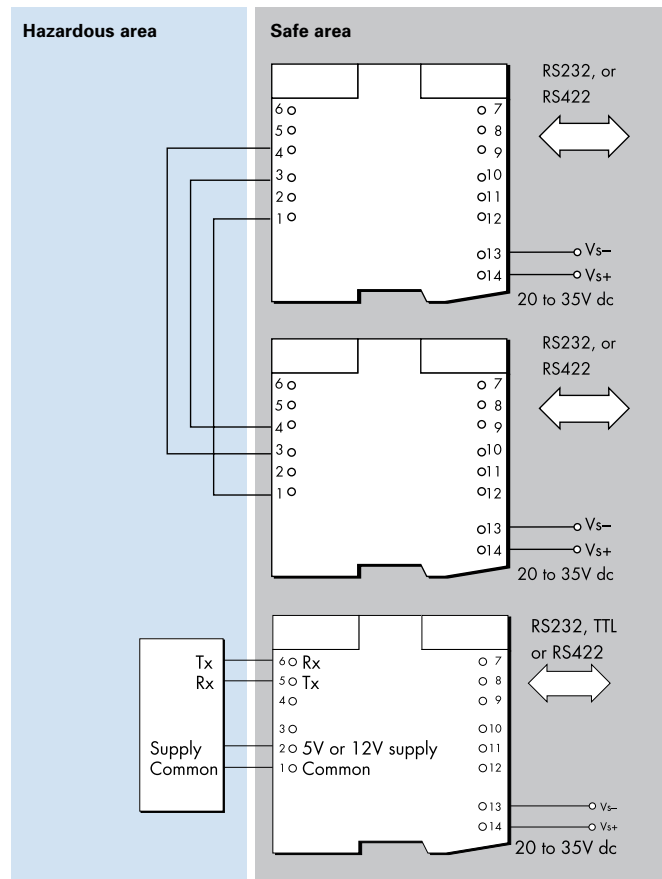 Hazardous area
Safe area
RS232, or
RS422
6 7
5 8
4 9
3 10
2 11
1 12
13 Vs–
14 Vs+
20 to 35V dc
RS232, or
RS422
6 7
5 8
4 9
3 10
2 11
1 12
13 Vs–
14 Vs+
20 to 35V dc
RS232, TTL
or RS422
Tx 6 Rx 7
Rx 5 Tx 8
4 9
3 10
Supply 2 5V or 12V supply 11
Common 1 Common 12
13 Vs–
14 Vs+
20 to 35V dc